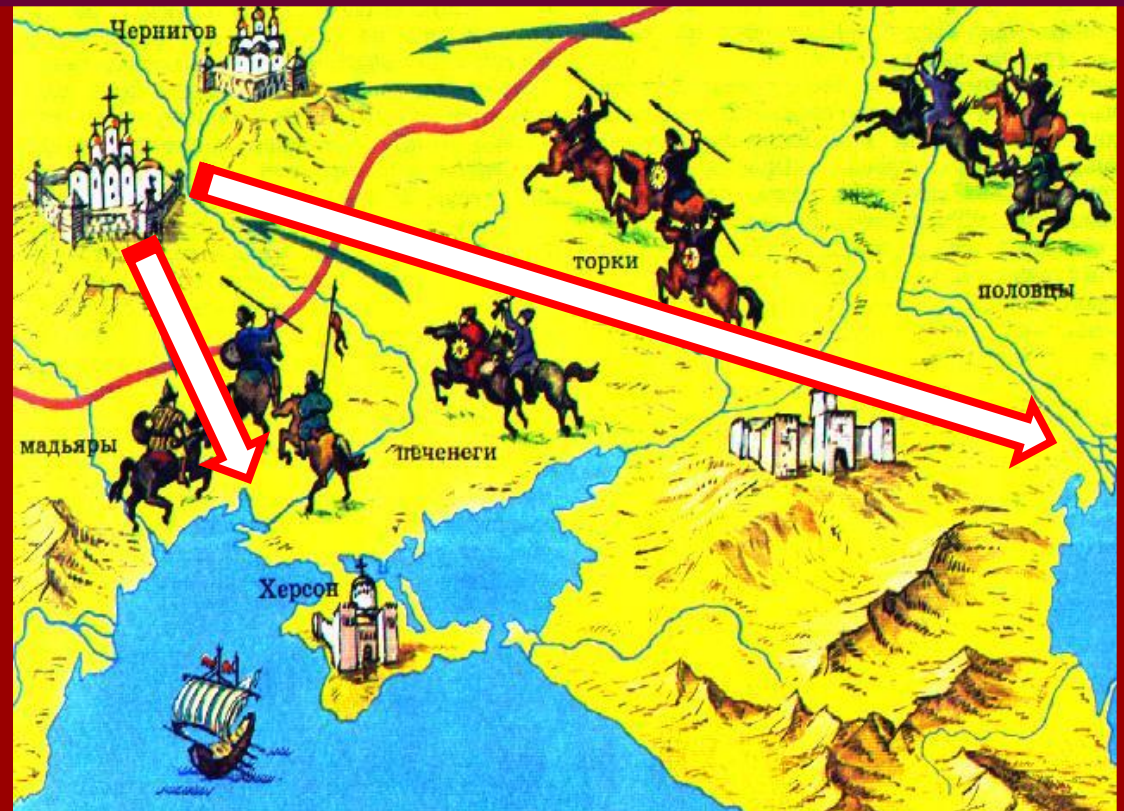 Чернигов
торки
половцы
мадьяры
печенеги
Херсон